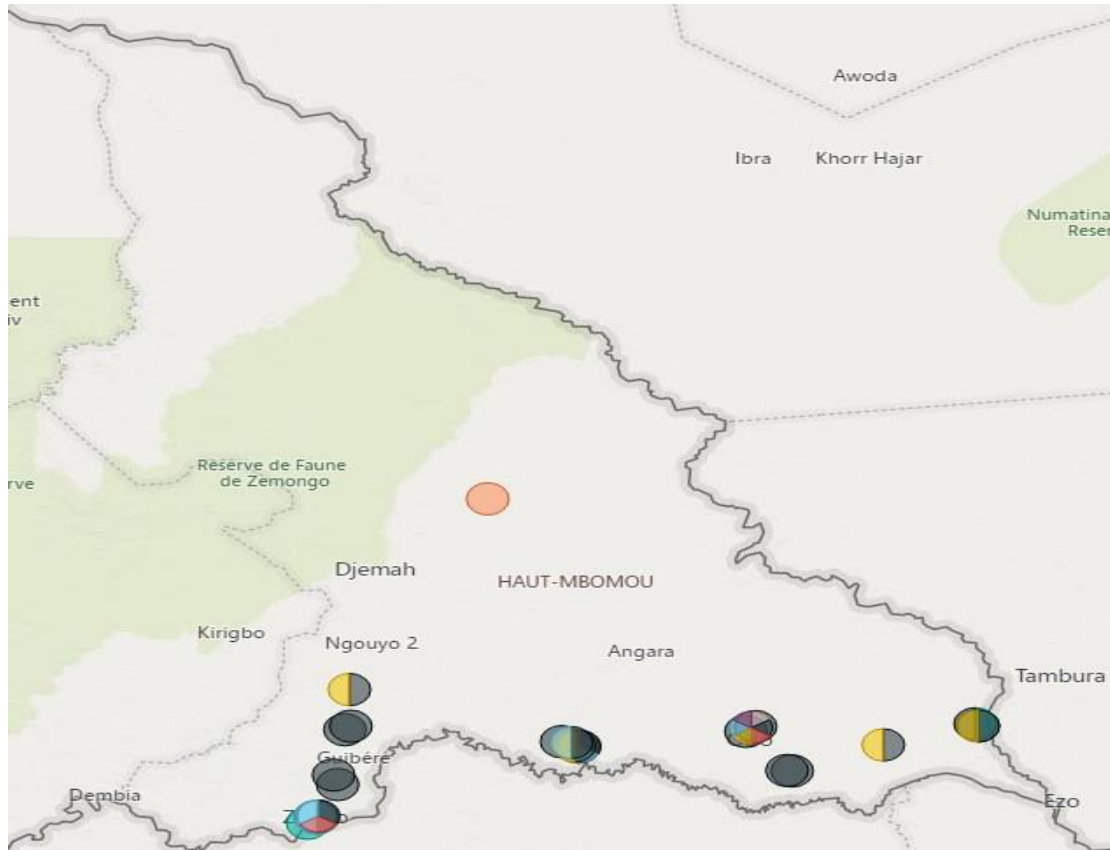 Awoda
Ibra
Khorr Hajar
Numatina
Reser
ent
iv
Réserve de Faune
de Zemongo
rve
Djemah
HAUT-MBOMOU
Kirigbo
Ngouyo 2
Angara
Tambura
Guibéré
Dembia
Ezo